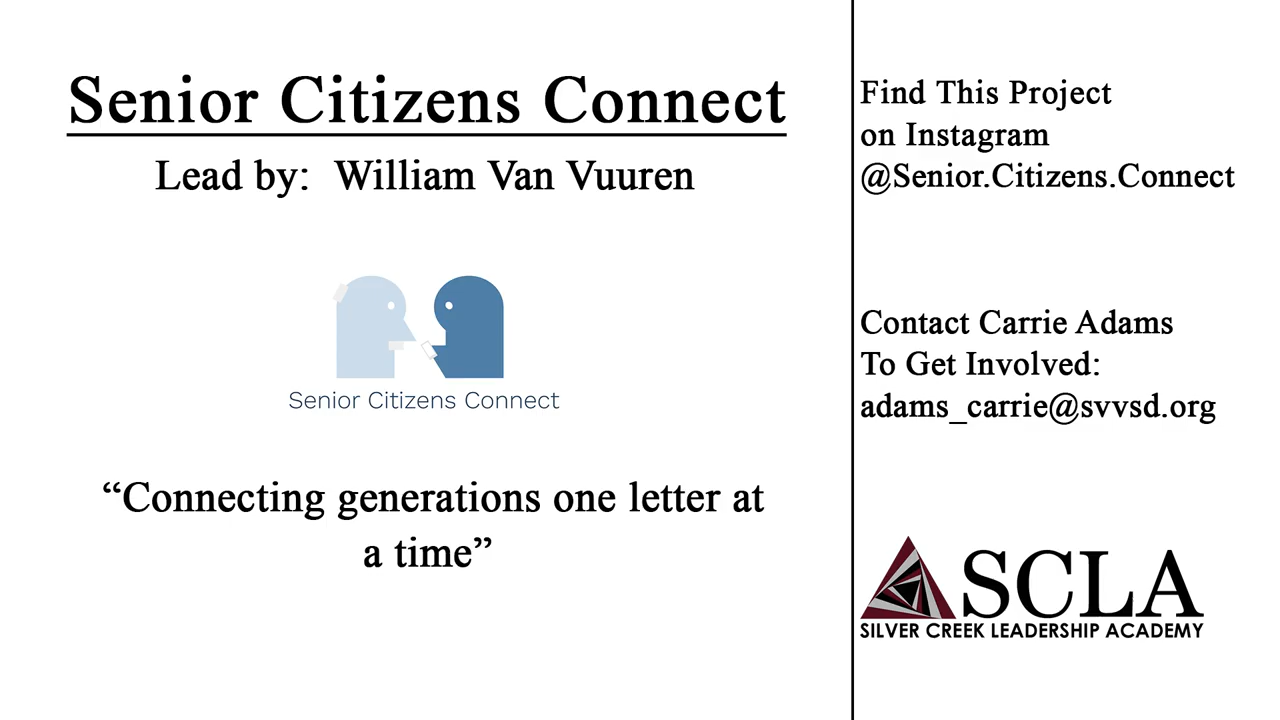 Senior Citizens Connect
Lead by: William Van Vuuren
Senior Citizens Connect
“Connecting generations one letter at
a time”
Find This Project
on Instagram
@Senior.Citizens.Connect
Contact Carrie Adams
To Get Involved:
adams_carrie@svvsd.org
SCLA
SILVER CREEK LEADERSHIP ACADEMY